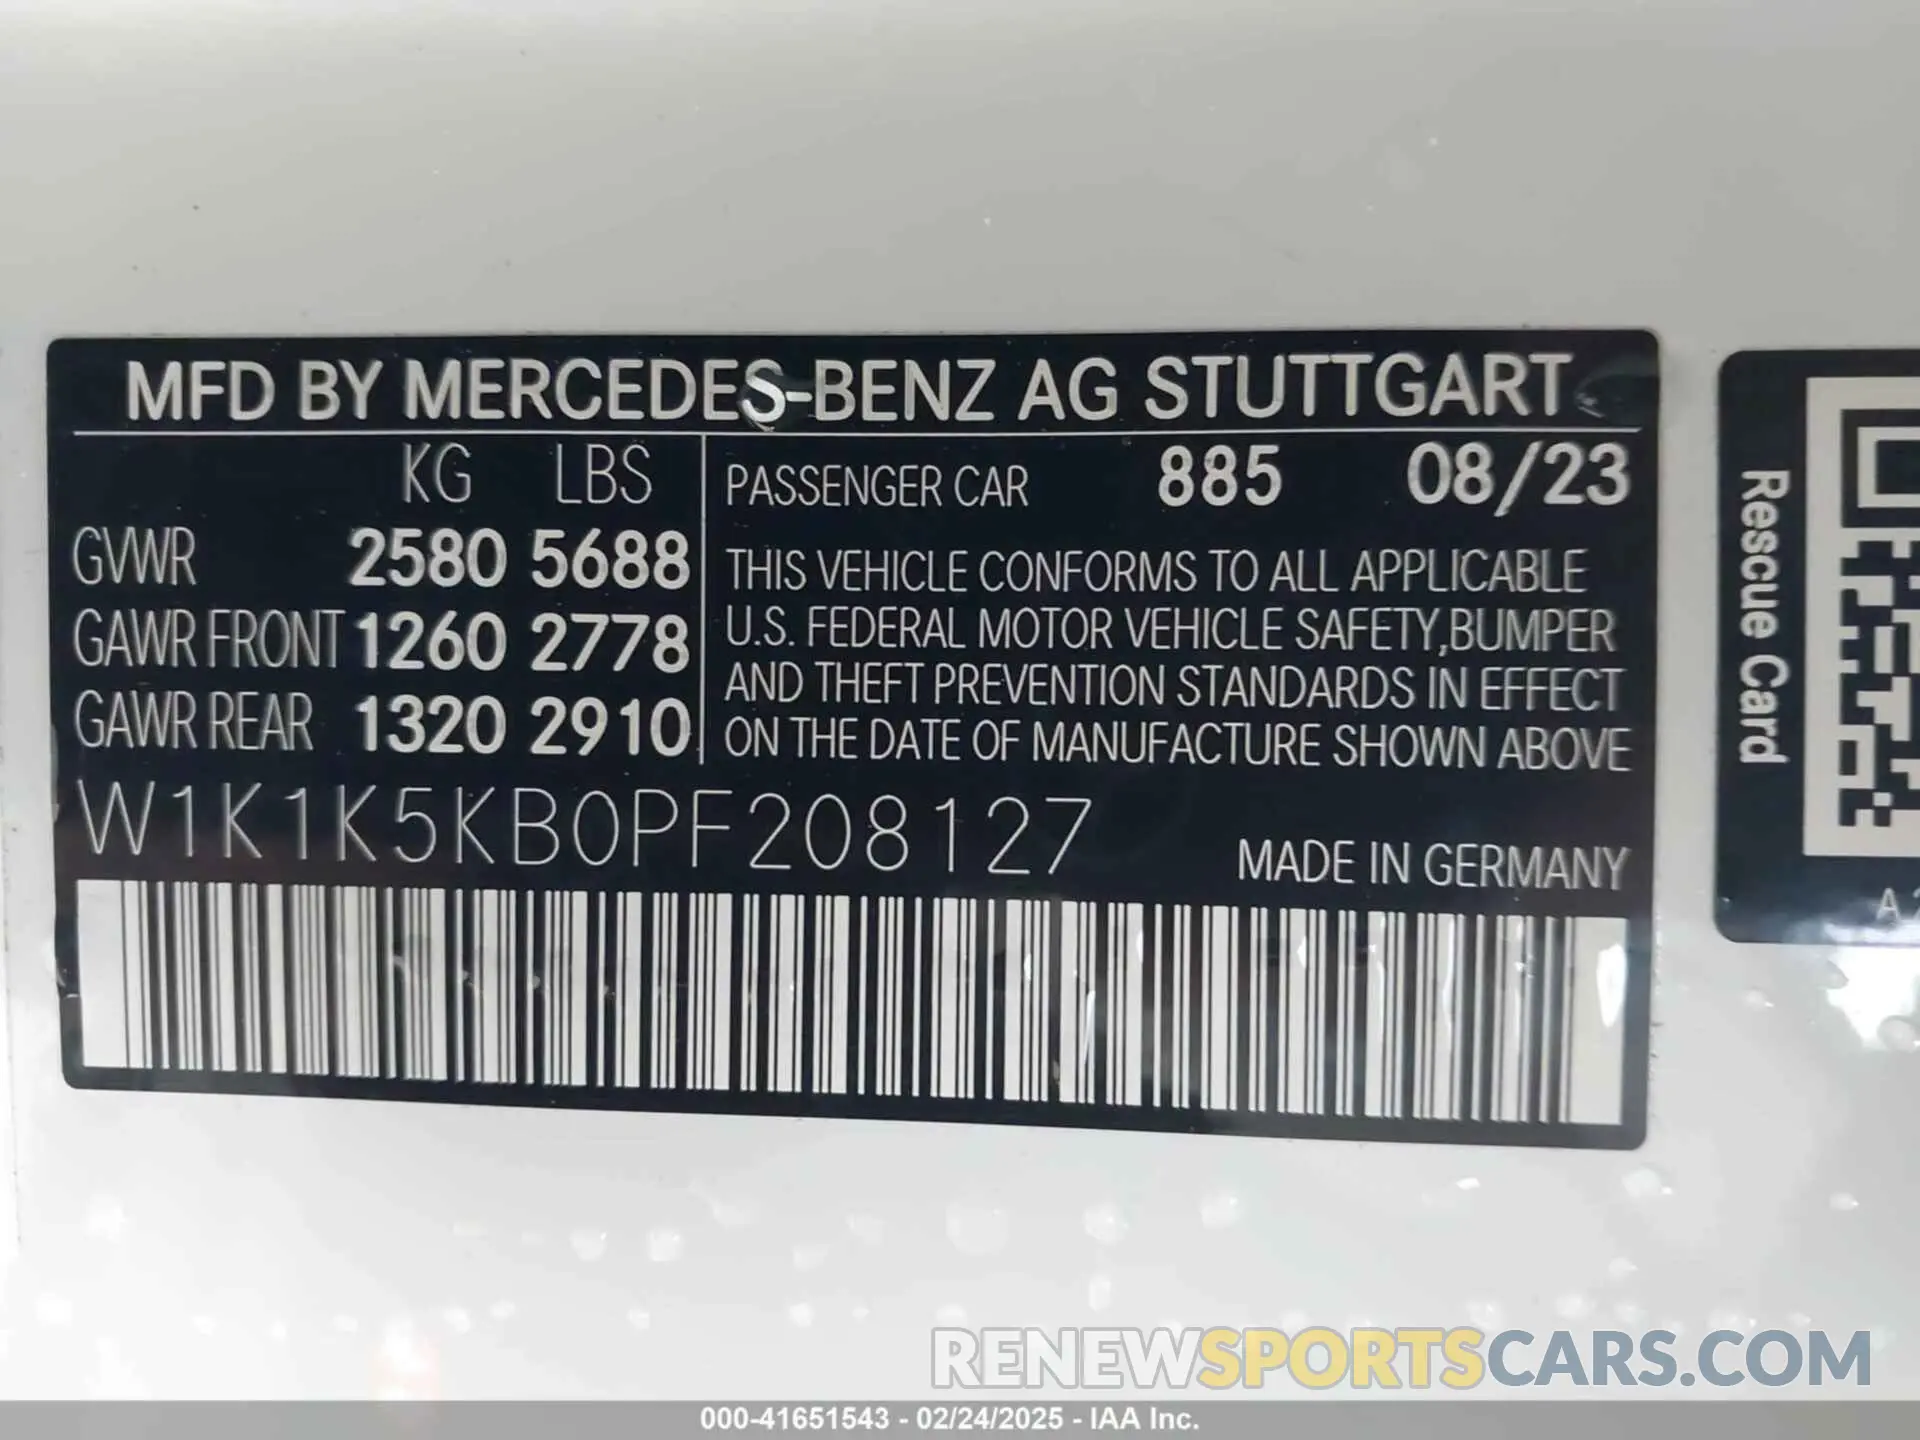 MFD BY MERCEDES-BENZ AG STUTTGART
KG LBS
GVWR 2580 5688
GAWR FRONT 1260 2778
GAWR REAR 1320 2910
PASSENGER CAR 885 08/23
THIS VEHICLE CONFORMS TO ALL APPLICABLE
U.S. FEDERAL MOTOR VEHICLE SAFETY,BUMPER
AND THEFT PREVENTION STANDARDS IN EFFECT
ON THE DATE OF MANUFACTURE SHOWN ABOVE
W1K1K5KB0PF208127
MADE IN GERMANY
Rescue Card
A
RENEWSPORTSCARS.COM
000-41651543 - 02/24/2025 - IAA Inc.